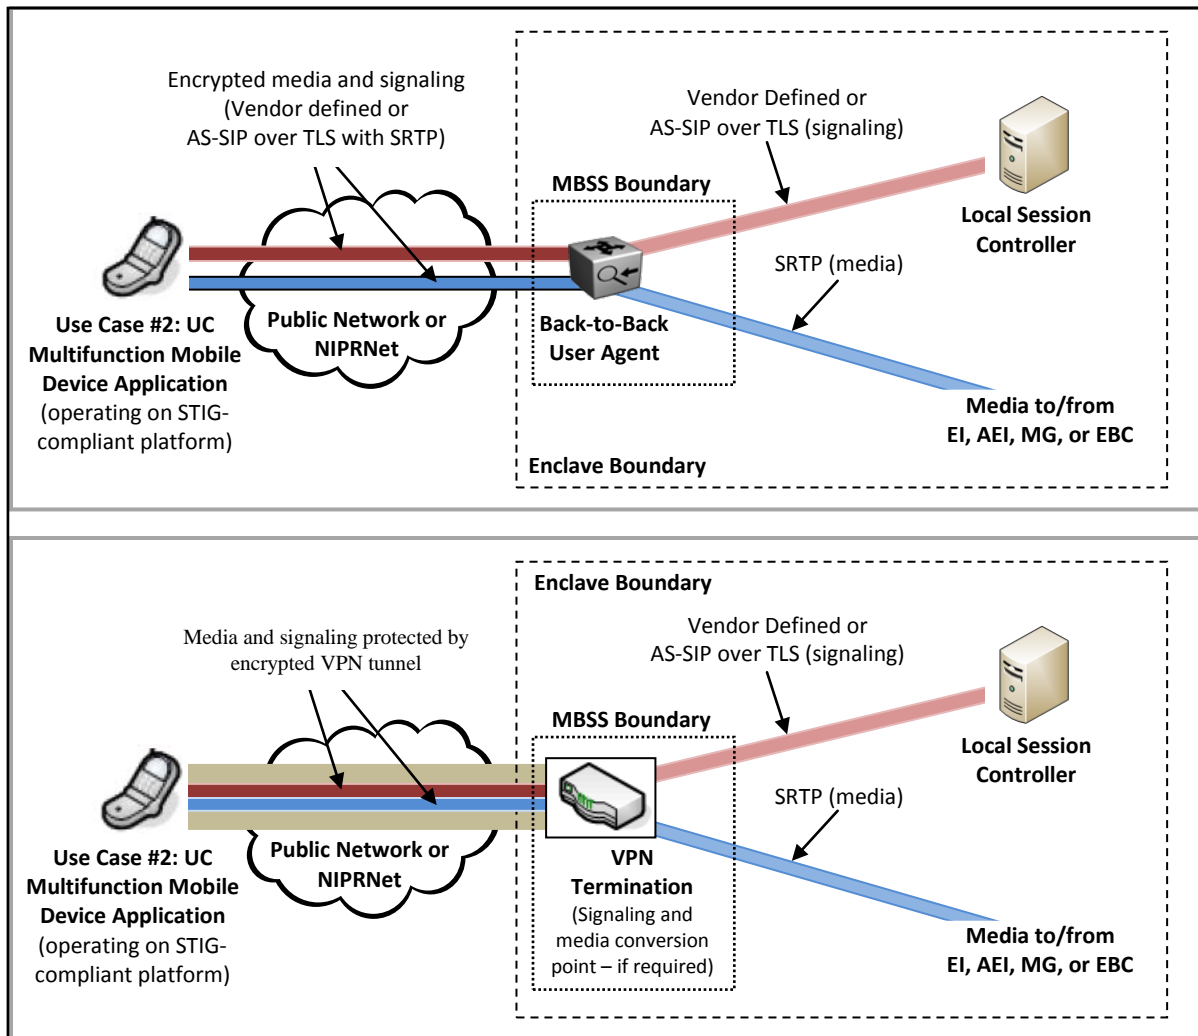 Encrypted media and signaling
(Vendor defined or
AS-SIP over TLS with SRTP)
Vendor Defined or
AS-SIP over TLS (signaling)
MBSS Boundary
Local Session
Controller
SRTP (media)
Public Network or
NIPRNet
Back-to-Back
User Agent
Use Case #2: UC
Multifunction Mobile
Device Application
(operating on STIG-
compliant platform)
Media to/from
EI, AEI, MG, or EBC
Enclave Boundary
Enclave Boundary
Media and signaling protected by
encrypted VPN tunnel
Vendor Defined or
AS-SIP over TLS (signaling)
MBSS Boundary
Local Session
Controller
SRTP (media)
Public Network or
NIPRNet
VPN
Termination
(Signaling and
media conversion
point – if required)
Use Case #2: UC
Multifunction Mobile
Device Application
(operating on STIG-
compliant platform)
Media to/from
EI, AEI, MG, or EBC